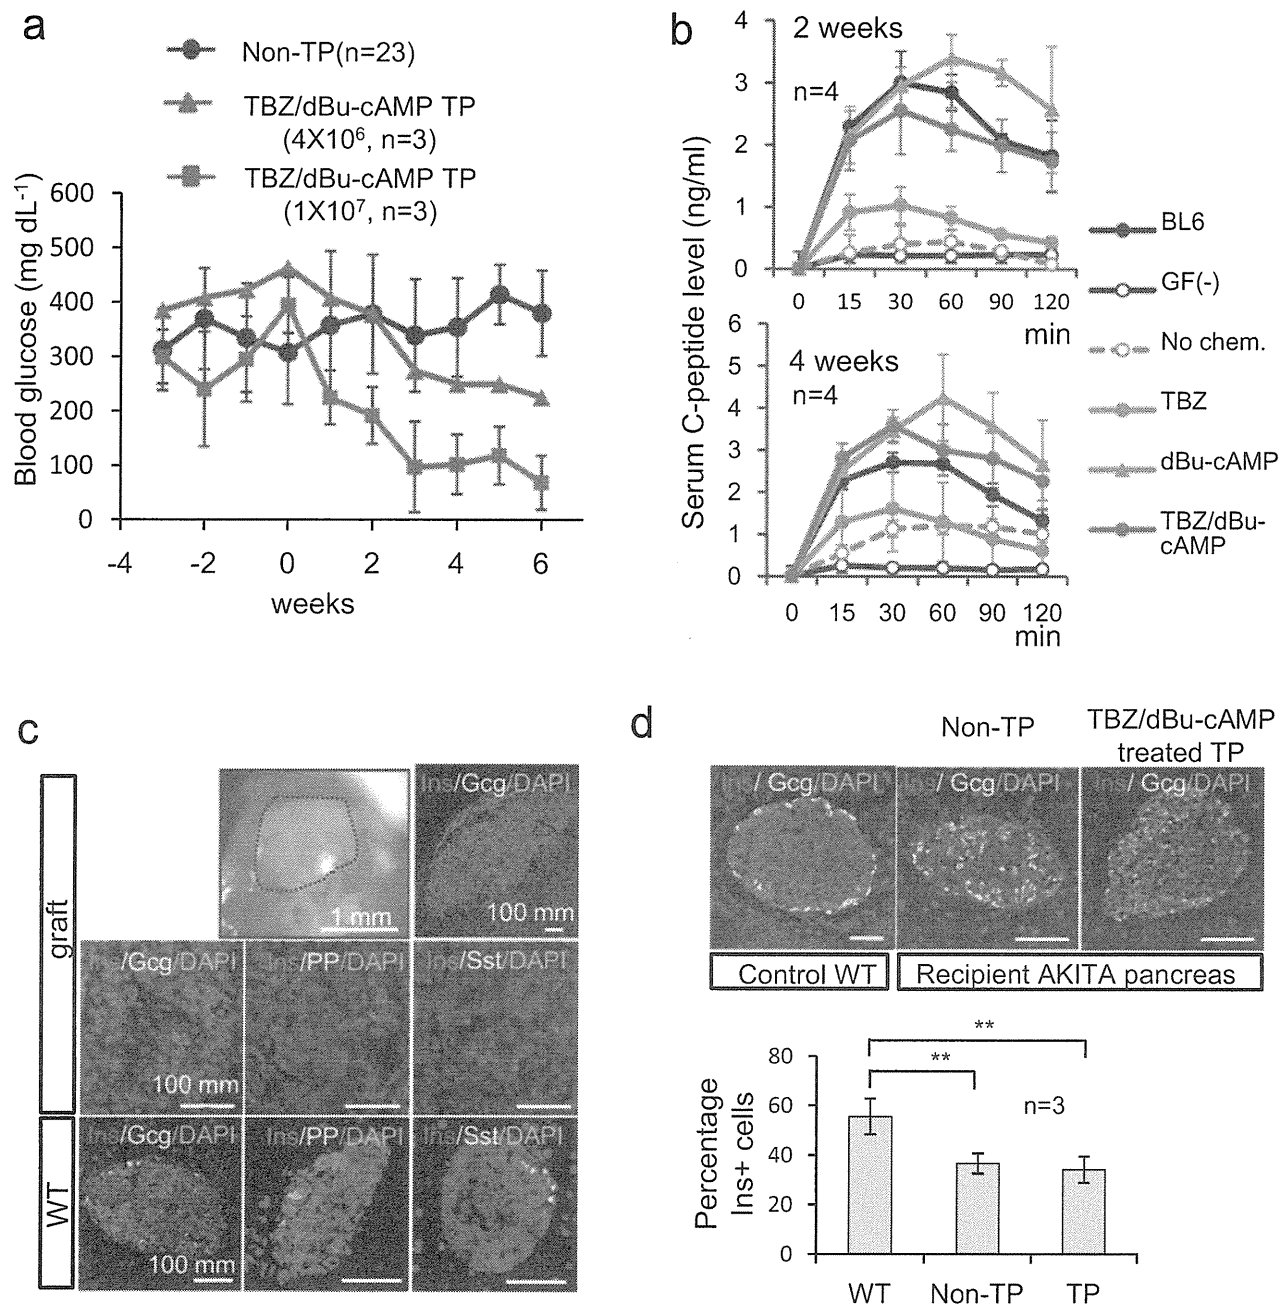 a
Non-TP(n=23)
TBZ/dBu-cAMP TP
(4X10⁶, n=3)
TBZ/dBu-cAMP TP
(1X10⁷, n=3)
Blood glucose (mg dL⁻¹)
600
500
400
300
200
100
0
-4 -2 0 2 4 6
weeks
b
2 weeks
n=4
Serum C-peptide level (ng/ml)
4
3
2
1
0
0 15 30 60 90 120
min
4 weeks
n=4
6
5
4
3
2
1
0
0 15 30 60 90 120
min
BL6
GF(-)
No chem.
TBZ
dBu-cAMP
TBZ/dBu-
cAMP
c
graft
1 mm
Ins/Gcg/DAPI
100 mm
Ins/Gcg/DAPI
100 mm
Ins/PP/DAPI
Ins/Sst/DAPI
WT
Ins/Gcg/DAPI
100 mm
Ins/PP/DAPI
Ins/Sst/DAPI
d
Non-TP
TBZ/dBu-cAMP
treated TP
Ins/ Gcg/DAPI
Ins/ Gcg/DAPI
Ins/ Gcg/DAPI
Control WT
Recipient AKITA pancreas
Percentage
Ins+ cells
80
60
40
20
0
**
**
n=3
WT Non-TP TP